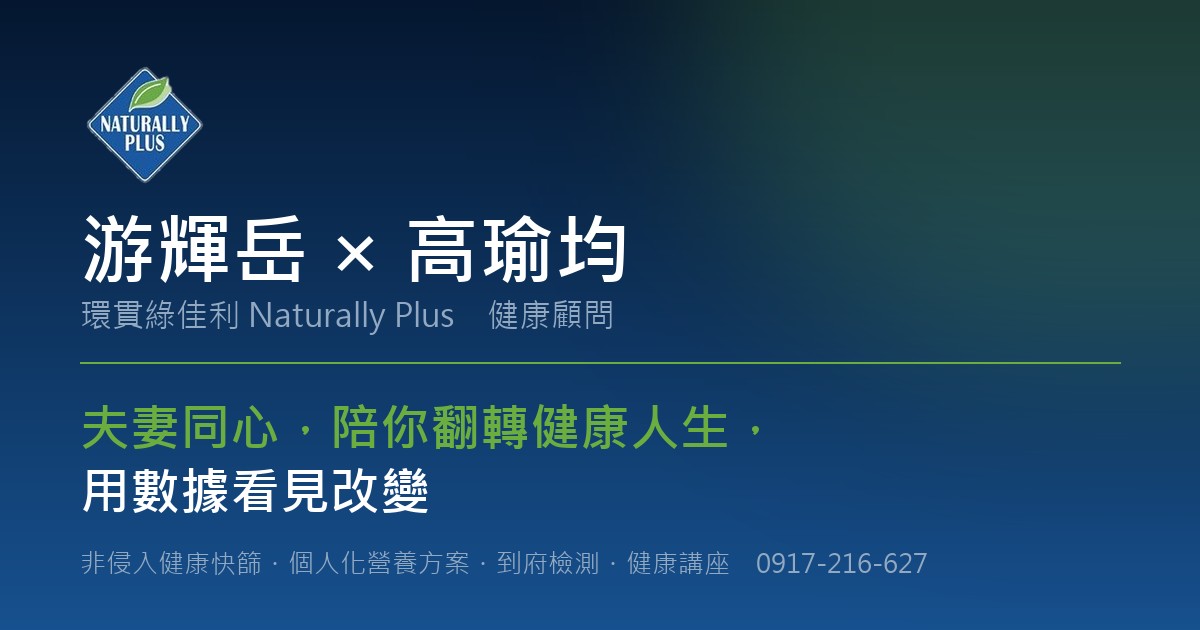 NATURALLY
PLUS
游輝岳 × 高瑜均
環貫綠佳利 Naturally Plus 健康顧問
夫妻同心，陪你翻轉健康人生，
用數據看見改變
非侵入健康快篩 · 個人化營養方案 · 到府檢測 · 健康講座 0917-216-627